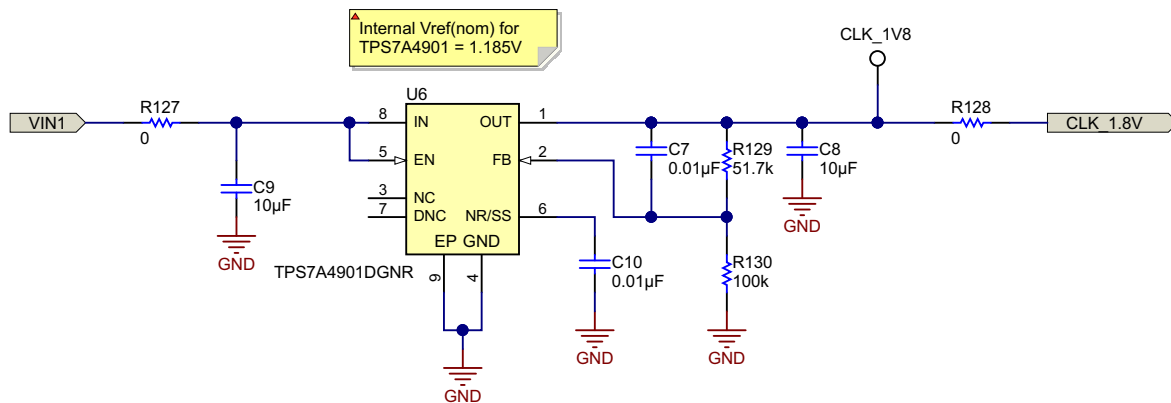 Internal Vref(nom) for
TPS7A4901 = 1.185V
CLK_1V8
VIN1
R127
0
U6
8
IN
OUT
1
5
EN
FB
2
3
NC
7
DNC
NR/SS
6
EP
GND
9
4
TPS7A4901DGNR
C9
10µF
GND
GND
C10
0.01µF
GND
C7
0.01µF
R129
51.7k
R130
100k
GND
C8
10µF
GND
R128
0
CLK_1.8V